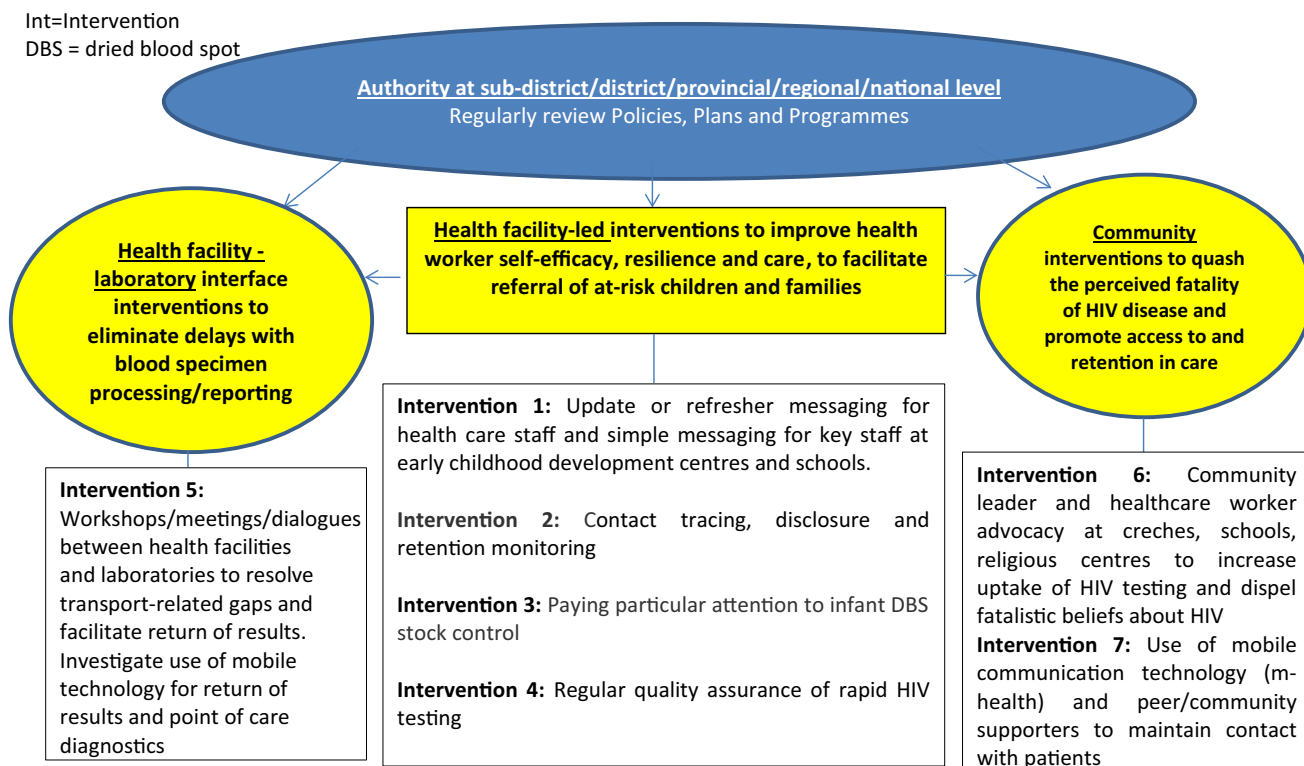 Int=Intervention
DBS = dried blood spot
Authority at sub-district/district/provincial/regional/national level
Regularly review Policies, Plans and Programmes
Health facility -
laboratory interface
interventions to
eliminate delays with
blood specimen
processing/reporting
Health facility-led interventions to improve health
worker self-efficacy, resilience and care, to facilitate
referral of at-risk children and families
Community
interventions to quash
the perceived fatality
of HIV disease and
promote access to and
retention in care
Intervention 5:
Workshops/meetings/dialogues
between health facilities
and laboratories to resolve
transport-related gaps and
facilitate return of results.
Investigate use of mobile
technology for return of
results and point of care
diagnostics
Intervention 1: Update or refresher messaging for
health care staff and simple messaging for key staff at
early childhood development centres and schools.
Intervention 2: Contact tracing, disclosure and
retention monitoring
Intervention 3: Paying particular attention to infant DBS
stock control
Intervention 4: Regular quality assurance of rapid HIV
testing
Intervention 6: Community
leader and healthcare worker
advocacy at creches, schools,
religious centres to increase
uptake of HIV testing and dispel
fatalistic beliefs about HIV
Intervention 7: Use of mobile
communication technology (m-
health) and peer/community
supporters to maintain contact
with patients